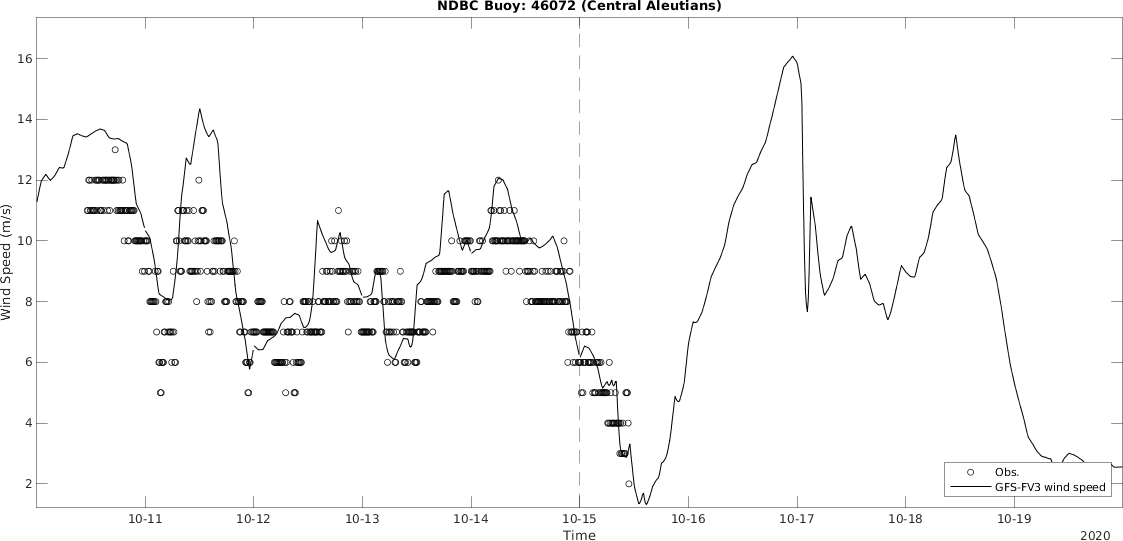 NDBC Buoy: 46072 (Central Aleutians)
Wind Speed (m/s)
16
14
12
10
8
6
4
2
Obs.
GFS-FV3 wind speed
10-11 10-12 10-13 10-14 10-15 10-16 10-17 10-18 10-19
Time
2020